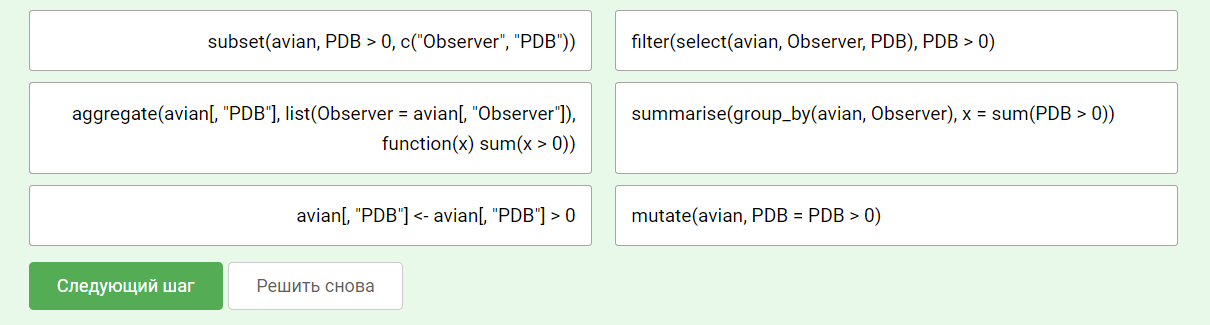 subset(avian, PDB > 0, c("Observer", "PDB"))
filter(select(avian, Observer, PDB), PDB > 0)
aggregate(avian[, "PDB"], list(Observer = avian[, "Observer"]),
function(x) sum(x > 0))
summarise(group_by(avian, Observer), x = sum(PDB > 0))
avian[, "PDB"] <- avian[, "PDB"] > 0
mutate(avian, PDB = PDB > 0)
Следующий шаг
Решить снова